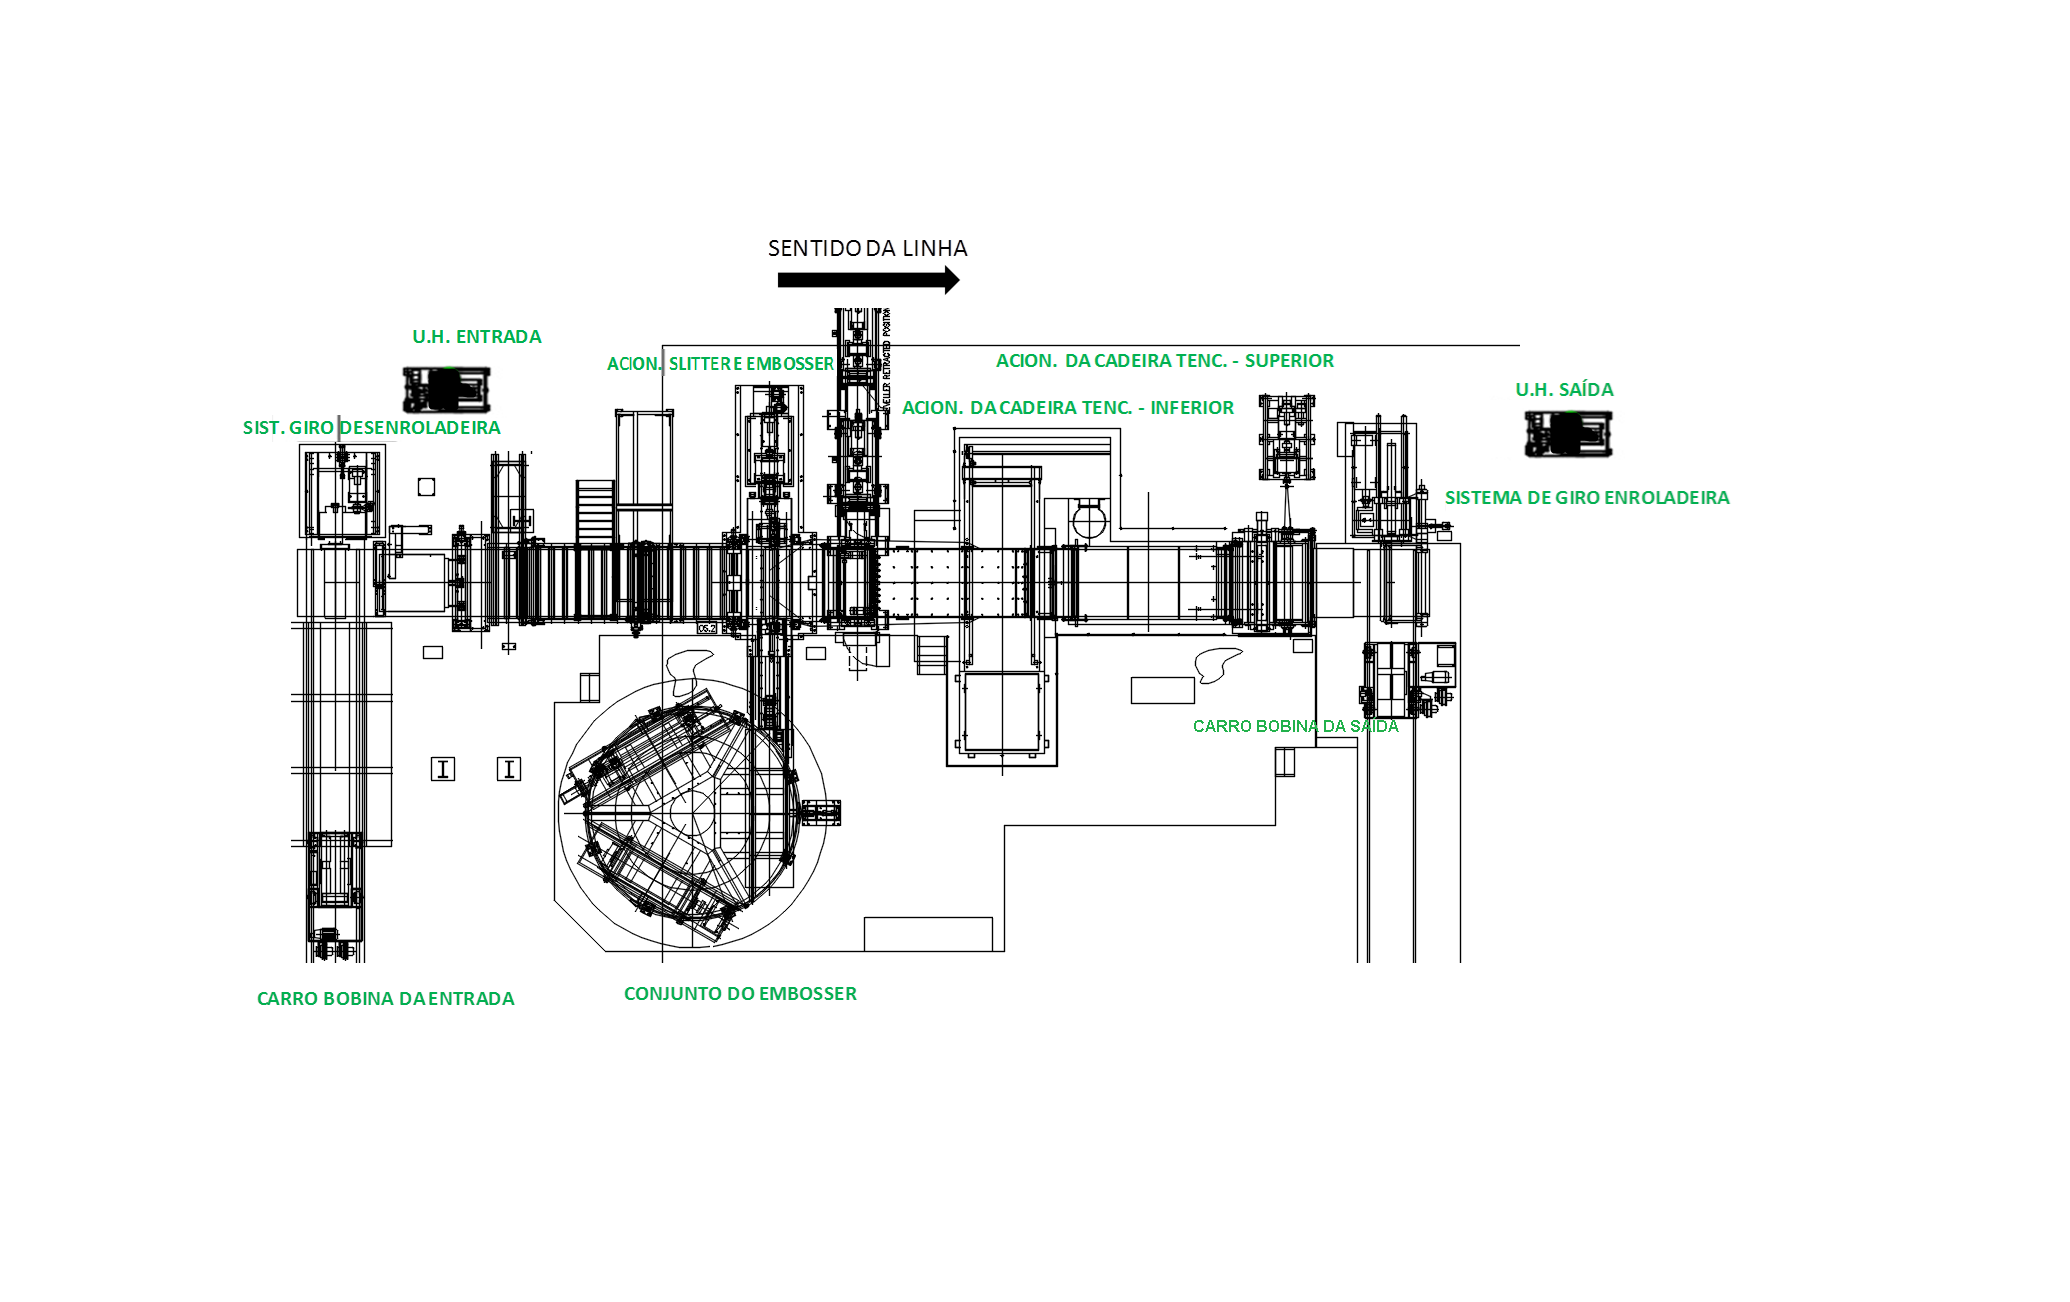 SENTIDO DA LINHA
U.H. ENTRADA
ACION. SLITTER E EMBOSSER
ACION. DA CADEIRA TENC. - SUPERIOR
U.H. SAÍDA
ACION. DA CADEIRA TENC. - INFERIOR
SIST. GIRO DESENROLADEIRA
LEVELLER RETRACTED POSITION
SISTEMA DE GIRO ENROLADEIRA
OS.2
CARRO BOBINA DA SAÍDA
I
I
CARRO BOBINA DA ENTRADA
CONJUNTO DO EMBOSSER